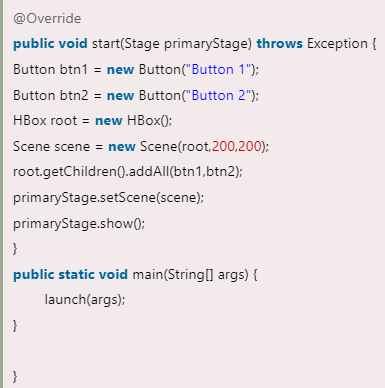 @Override
public void start(Stage primaryStage) throws Exception {
Button btn1 = new Button("Button 1");
Button btn2 = new Button("Button 2");
HBox root = new HBox();
Scene scene = new Scene(root,200,200);
root.getChildren().addAll(btn1,btn2);
primaryStage.setScene(scene);
primaryStage.show();
}
public static void main(String[] args) {
launch(args);
}
}